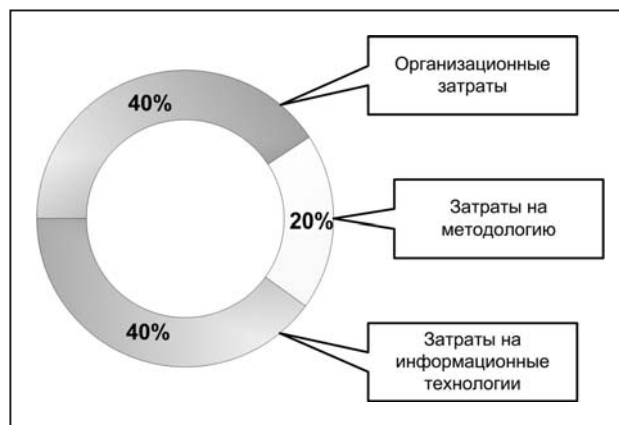 40%
Организационные
затраты
20%
Затраты на
методологию
40%
Затраты на
информационные
технологии